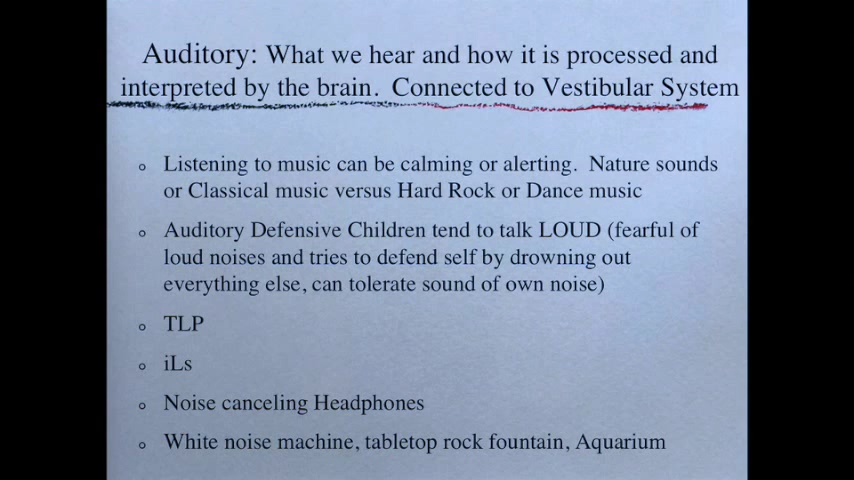 Auditory: What we hear and how it is processed and
interpreted by the brain. Connected to Vestibular System
Listening to music can be calming or alerting. Nature sounds
or Classical music versus Hard Rock or Dance music
Auditory Defensive Children tend to talk LOUD (fearful of
loud noises and tries to defend self by drowning out
everything else, can tolerate sound of own noise)
TLP
iLs
Noise canceling Headphones
White noise machine, tabletop rock fountain, Aquarium